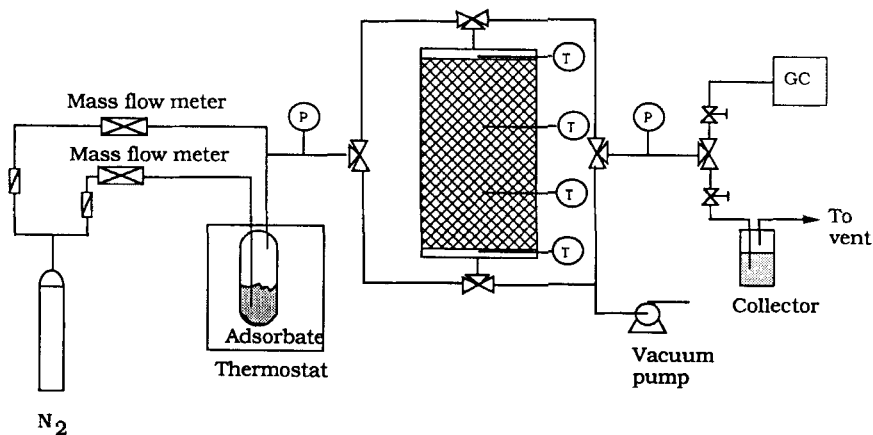 GC
T
Mass flow meter
P
P
Mass flow meter
T
T
To
vent
T
Collector
Adsorbate
Thermostat
Vacuum
pump
N2